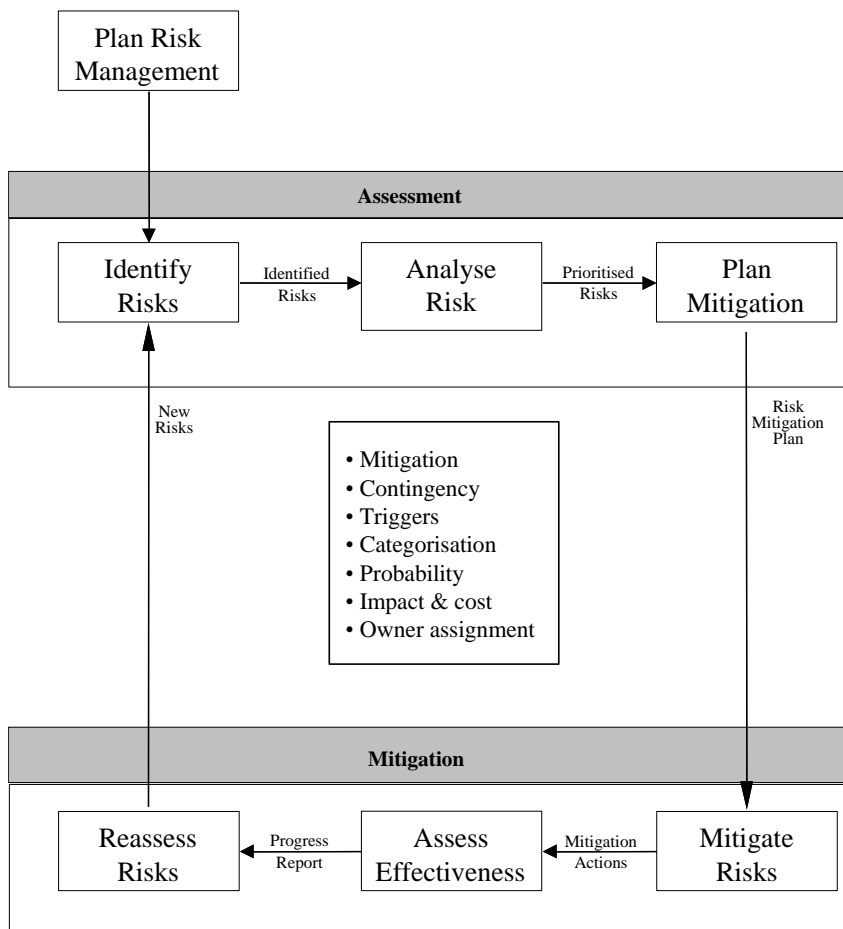 Plan Risk
Management
Assessment
Identify
Risks
Identified
Risks
Analyse
Risk
Prioritised
Risks
Plan
Mitigation
New
Risks
Risk
Mitigation
Plan
• Mitigation
• Contingency
• Triggers
• Categorisation
• Probability
• Impact & cost
• Owner assignment
Mitigation
Reassess
Risks
Progress
Report
Assess
Effectiveness
Mitigation
Actions
Mitigate
Risks